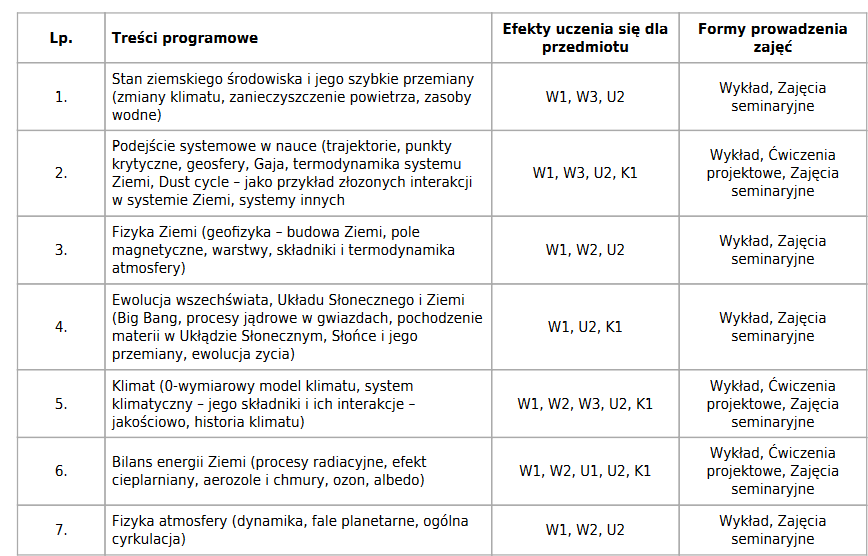 Lp.
Treści programowe
Efekty uczenia się dla
przedmiotu
Formy prowadzenia
zajęć
1.
Stan ziemskiego środowiska i jego szybkie przemiany
(zmiany klimatu, zanieczyszczenie powietrza, zasoby
wodne)
W1, W3, U2
Wykład, Zajęcia
seminaryjne
2.
Podejście systemowe w nauce (trajektorie, punkty
krytyczne, geosfery, Gaja, termodynamika systemu
Ziemi, Dust cycle – jako przykład złozonych interakcji
w systemie Ziemi, systemy innych
W1, W3, U2, K1
Wykład, Ćwiczenia
projektowe, Zajęcia
seminaryjne
3.
Fizyka Ziemi (geofizyka – budowa Ziemi, pole
magnetyczne, warstwy, składniki i termodynamika
atmosfery)
W1, W2, U2
Wykład, Zajęcia
seminaryjne
4.
Ewolucja wszechświata, Układu Słonecznego i Ziemi
(Big Bang, procesy jądrowe w gwiazdach, pochodzenie
materii w Ukłądzie Słonecznym, Słońce i jego
przemiany, ewolucja zycia)
W1, U2, K1
Wykład, Zajęcia
seminaryjne
5.
Klimat (0-wymiarowy model klimatu, system
klimatyczny – jego składniki i ich interakcje –
jakościowo, historia klimatu)
W1, W2, W3, U2, K1
Wykład, Ćwiczenia
projektowe, Zajęcia
seminaryjne
6.
Bilans energii Ziemi (procesy radiacyjne, efekt
cieplarniany, aerozole i chmury, ozon, albedo)
W1, W2, U1, U2, K1
Wykład, Ćwiczenia
projektowe, Zajęcia
seminaryjne
7.
Fizyka atmosfery (dynamika, fale planetarne, ogólna
cyrkulacja)
W1, W2, U2
Wykład, Zajęcia
seminaryjne